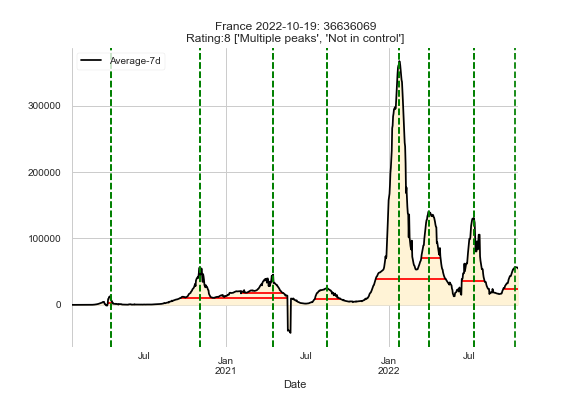 France 2022-10-19: 36636069
Rating:8 ['Multiple peaks', 'Not in control']
Average-7d
300000
200000
100000
0
Jul Jan Jul Jan Jul
2021 2022
Date